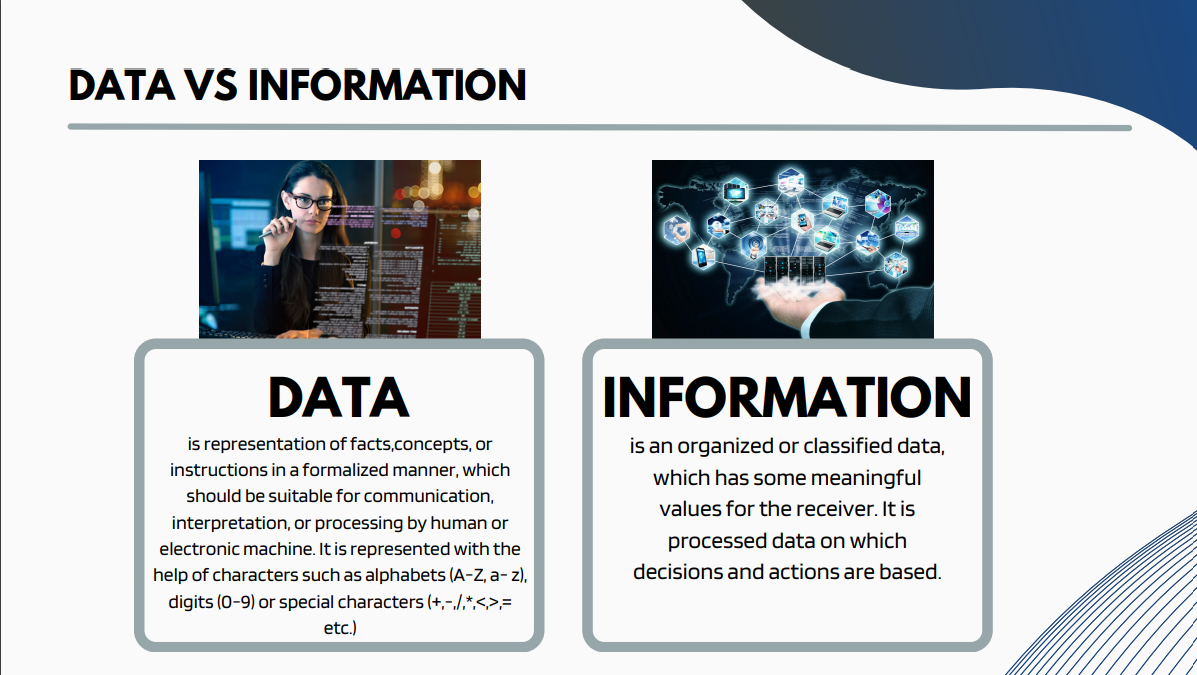 DATA VS INFORMATION
DATA
is representation of facts,concepts, or
instructions in a formalized manner, which
should be suitable for communication,
interpretation, or processing by human or
electronic machine. It is represented with the
help of characters such as alphabets (A-Z, a- z),
digits (0-9) or special characters (+,-,/,*,<,>,=
etc.)
INFORMATION
is an organized or classified data,
which has some meaningful
values for the receiver. It is
processed data on which
decisions and actions are based.